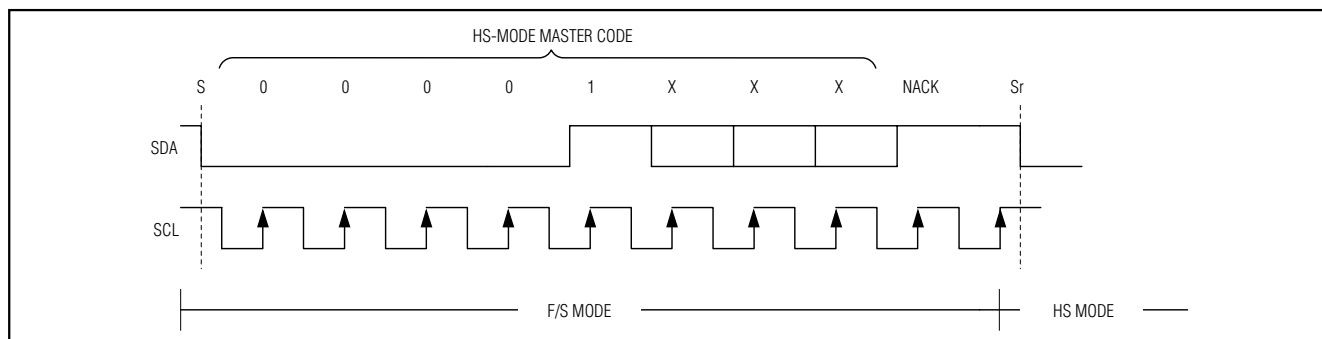 HS-MODE MASTER CODE
S 0 0 0 0 1 X X X NACK Sr
SDA
SCL
F/S MODE HS MODE